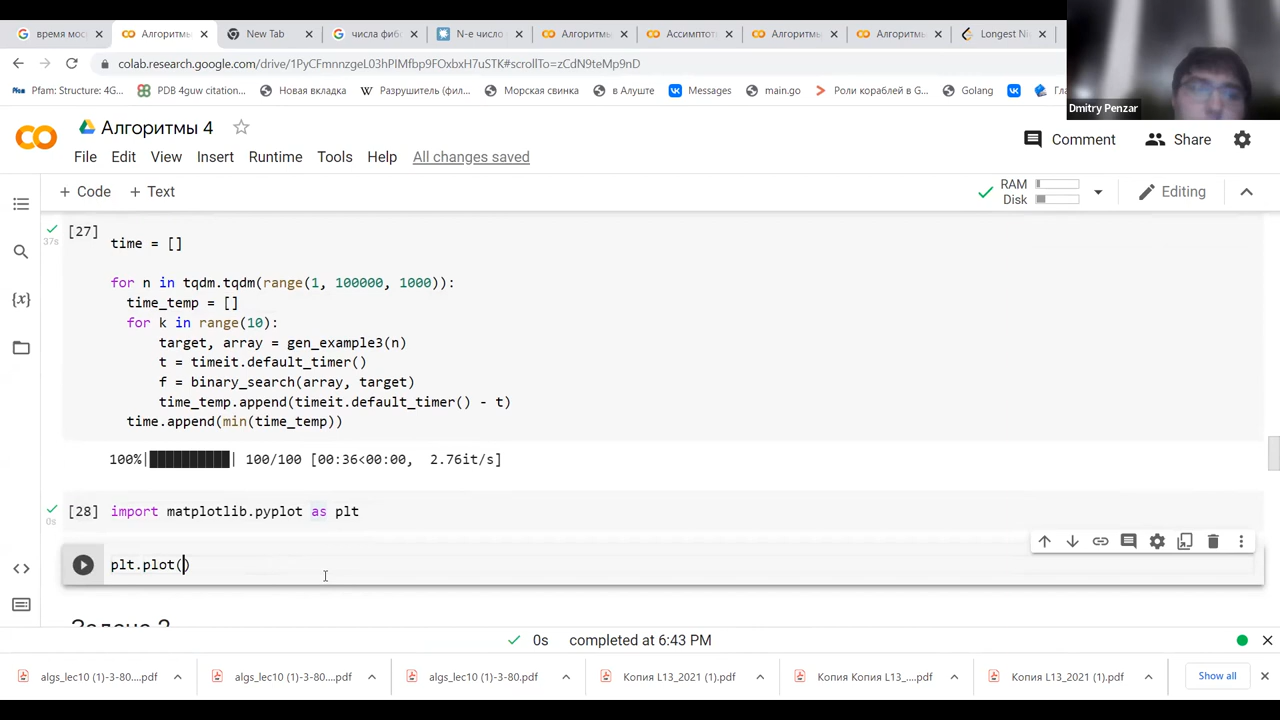 время мос
Алгоритмы
New Tab
числа фибо
N-е число
Алгоритмы
Ассимптот
Алгоритмы
Алгоритмы
Longest Ni
colab.research.google.com/drive/1PyCFmnnzgeL03hPIMfbp9FOxbxH7uSTK#scrollTo=zCdN9teMp9nD
Pfam: Structure: 4G...
PDB 4guw citation...
Новая вкладка
Разрушитель (фил...
Морская свинка
в Алуште
Messages
main.go
Роли кораблей в G...
Golang
Dmitry Penzar
Алгоритмы 4
Comment
Share
File Edit View Insert Runtime Tools Help All changes saved
+ Code + Text
RAM
Disk
Editing
[27]
37s
time = []
for n in tqdm.tqdm(range(1, 100000, 1000)):
time_temp = []
for k in range(10):
target, array = gen_example3(n)
t = timeit.default_timer()
f = binary_search(array, target)
time_temp.append(timeit.default_timer() - t)
time.append(min(time_temp))
100%|██████████| 100/100 [00:36<00:00, 2.76it/s]
[28] import matplotlib.pyplot as plt
0s
plt.plot()
0s completed at 6:43 PM
algs_lec10 (1)-3-80....pdf
algs_lec10 (1)-3-80....pdf
algs_lec10 (1)-3-80.pdf
Копия L13_2021 (1).pdf
Копия Копия L13_....pdf
Копия L13_2021 (1).pdf
Show all